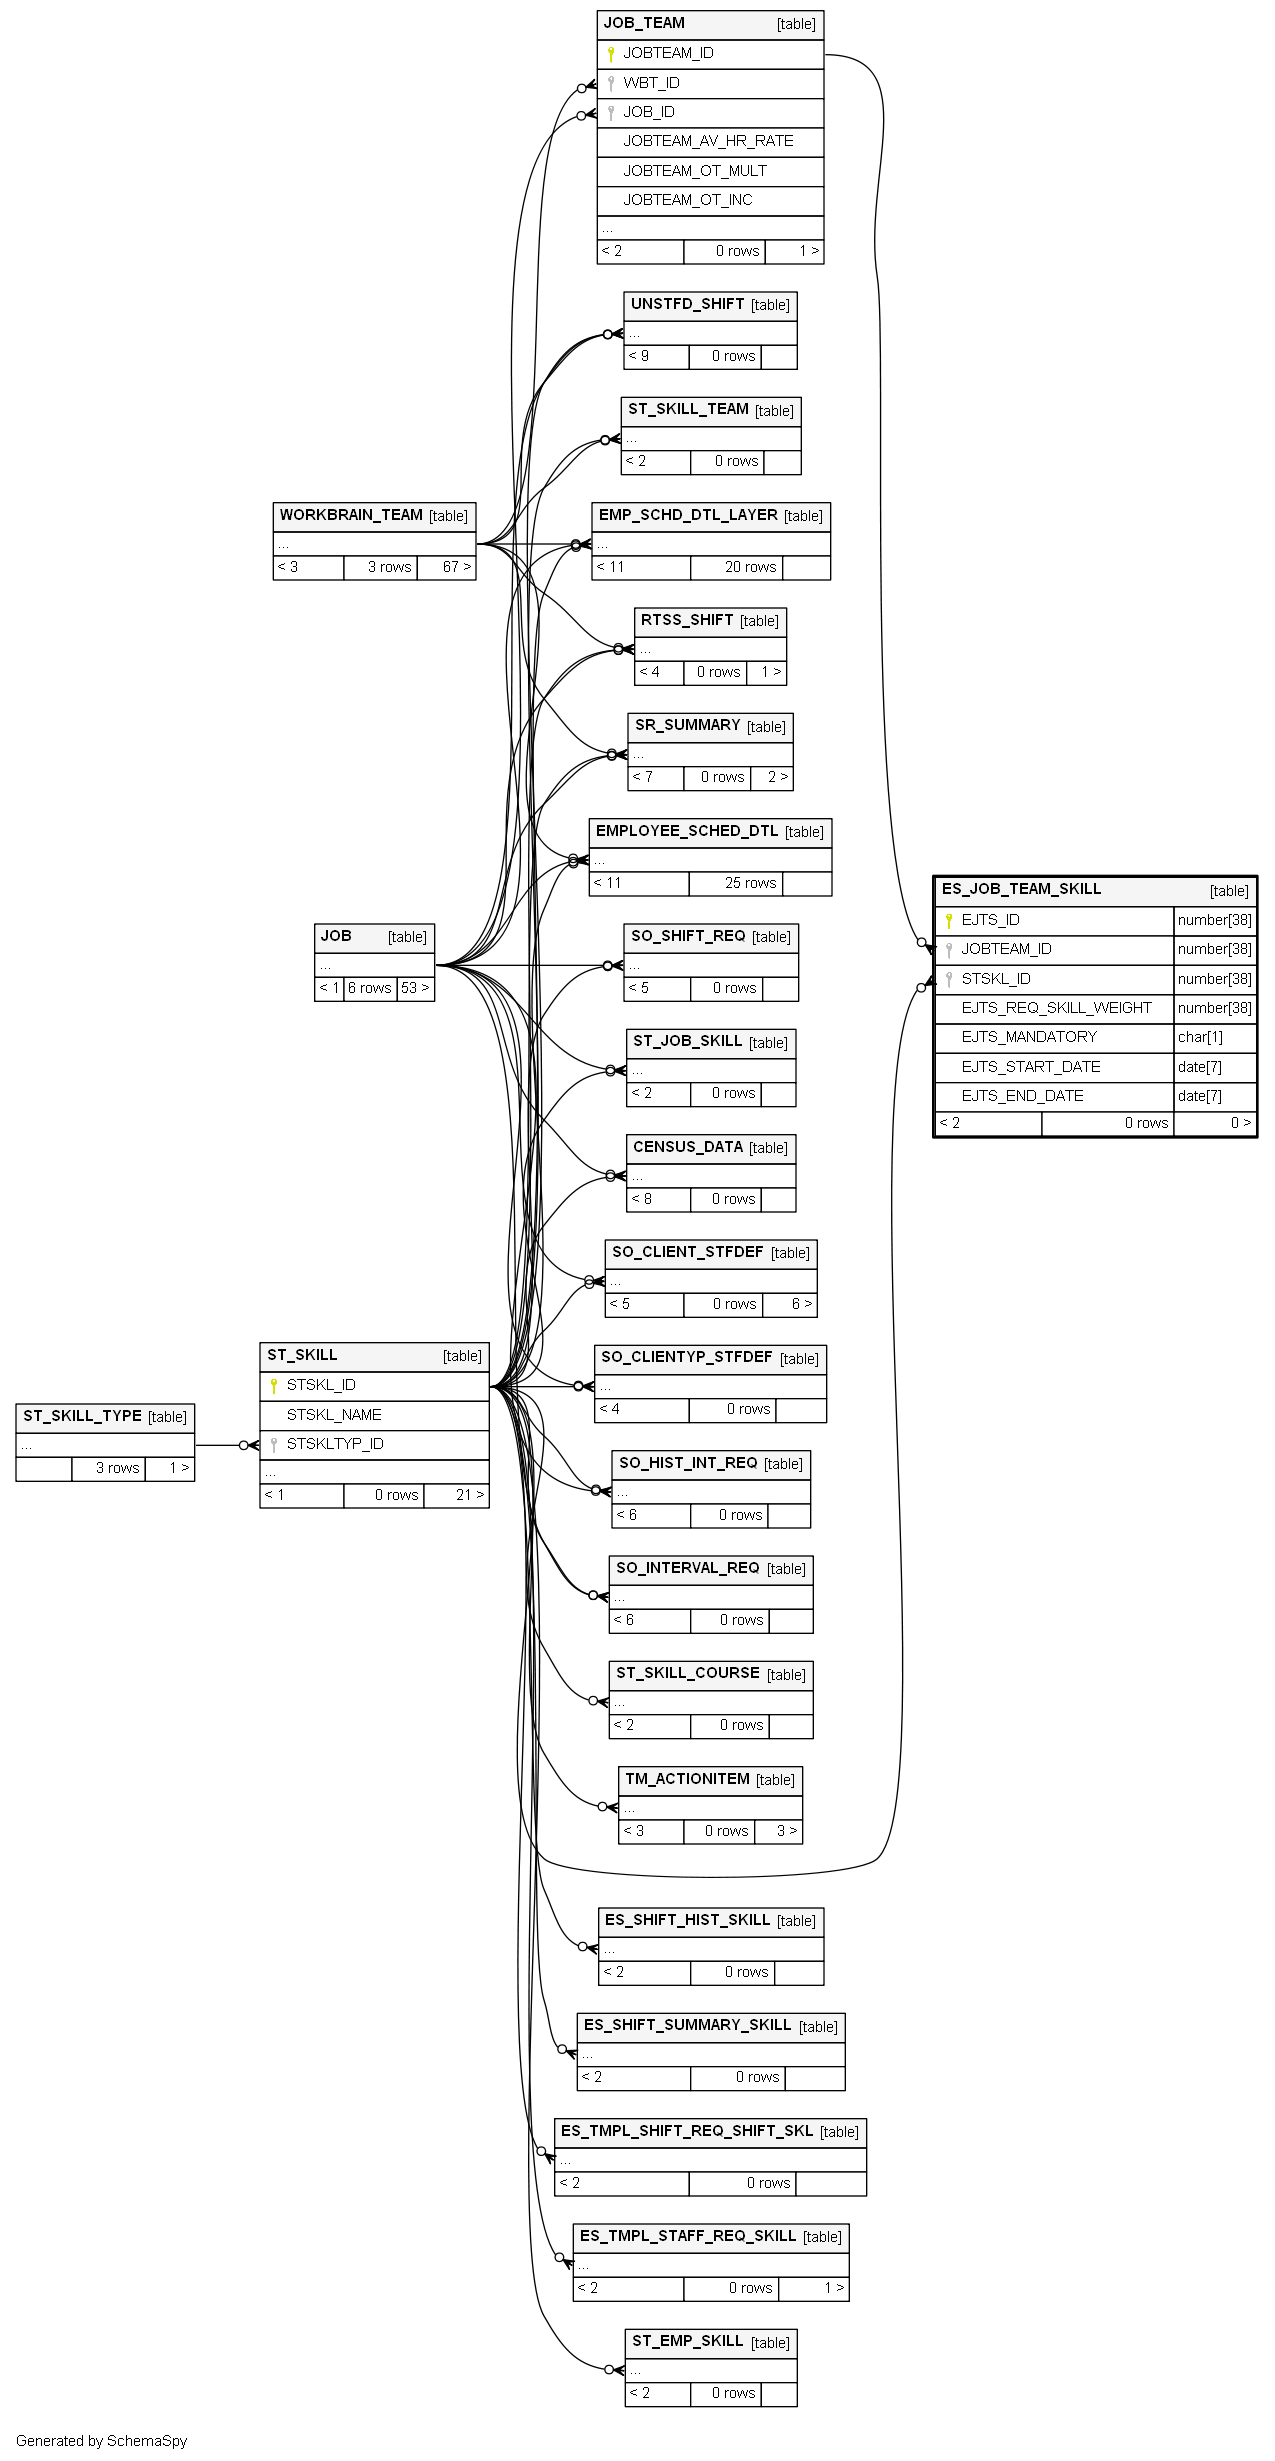 JOB_TEAM [table]
JOBTEAM_ID
WBT_ID
JOB_ID
JOBTEAM_AV_HR_RATE
JOBTEAM_OT_MULT
JOBTEAM_OT_INC
...
< 2 0 rows 1 >
UNSTFD_SHIFT [table]
...
< 9 0 rows
ST_SKILL_TEAM [table]
...
< 2 0 rows
WORKBRAIN_TEAM [table]
...
< 3 3 rows 67 >
EMP_SCHD_DTL_LAYER [table]
...
< 11 20 rows
RTSS_SHIFT [table]
...
< 4 0 rows 1 >
SR_SUMMARY [table]
...
< 7 0 rows 2 >
EMPLOYEE_SCHED_DTL [table]
...
< 11 25 rows
ES_JOB_TEAM_SKILL [table]
EJTS_ID number[38]
JOBTEAM_ID number[38]
STSKL_ID number[38]
EJTS_REQ_SKILL_WEIGHT number[38]
EJTS_MANDATORY char[1]
EJTS_START_DATE date[7]
EJTS_END_DATE date[7]
< 2 0 rows 0 >
JOB [table]
...
< 1 6 rows 53 >
SO_SHIFT_REQ [table]
...
< 5 0 rows
ST_JOB_SKILL [table]
...
< 2 0 rows
CENSUS_DATA [table]
...
< 8 0 rows
SO_CLIENT_STFDEF [table]
...
< 5 0 rows 6 >
ST_SKILL [table]
STSKL_ID
STSKL_NAME
STSKLTYP_ID
...
< 1 0 rows 21 >
ST_SKILL_TYPE [table]
...
3 rows 1 >
SO_CLIENTYP_STFDEF [table]
...
< 4 0 rows
SO_HIST_INT_REQ [table]
...
< 6 0 rows
SO_INTERVAL_REQ [table]
...
< 6 0 rows
ST_SKILL_COURSE [table]
...
< 2 0 rows
TM_ACTIONITEM [table]
...
< 3 0 rows 3 >
ES_SHIFT_HIST_SKILL [table]
...
< 2 0 rows
ES_SHIFT_SUMMARY_SKILL [table]
...
< 2 0 rows
ES_TMPL_SHIFT_REQ_SHIFT_SKL [table]
...
< 2 0 rows
ES_TMPL_STAFF_REQ_SKILL [table]
...
< 2 0 rows 1 >
ST_EMP_SKILL [table]
...
< 2 0 rows
Generated by SchemaSpy